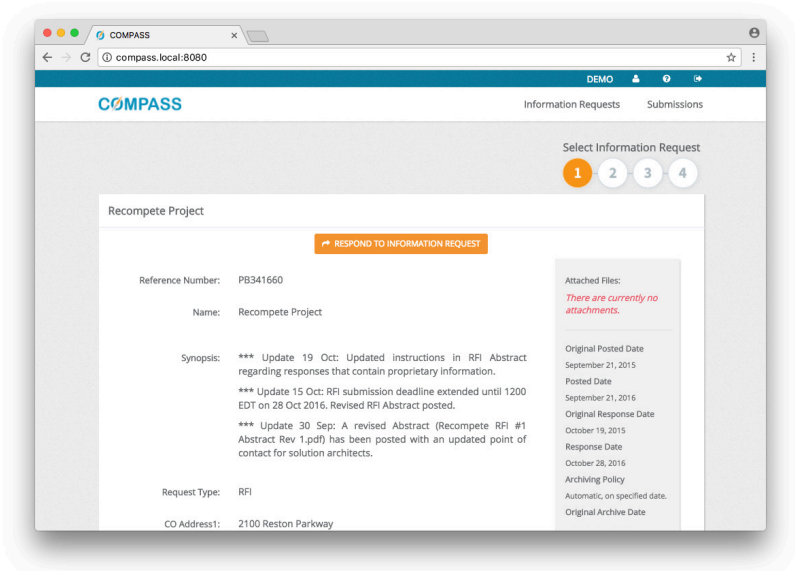 COMPASS
compass.local:8080
DEMO
COMPASS
Information Requests Submissions
Select Information Request
1 2 3 4
Recompete Project
RESPOND TO INFORMATION REQUEST
Reference Number: PB341660
Name: Recompete Project
Synopsis: *** Update 19 Oct: Updated instructions in RFI Abstract
regarding responses that contain proprietary information.
*** Update 15 Oct: RFI submission deadline extended until 1200
EDT on 28 Oct 2016. Revised RFI Abstract posted.
*** Update 30 Sep: A revised Abstract (Recompete RFI #1
Abstract Rev 1.pdf) has been posted with an updated point of
contact for solution architects.
Request Type: RFI
CO Address1: 2100 Reston Parkway
Attached Files:
There are currently no
attachments.
Original Posted Date
September 21, 2015
Posted Date
September 21, 2016
Original Response Date
October 19, 2015
Response Date
October 28, 2016
Archiving Policy
Automatic, on specified date.
Original Archive Date